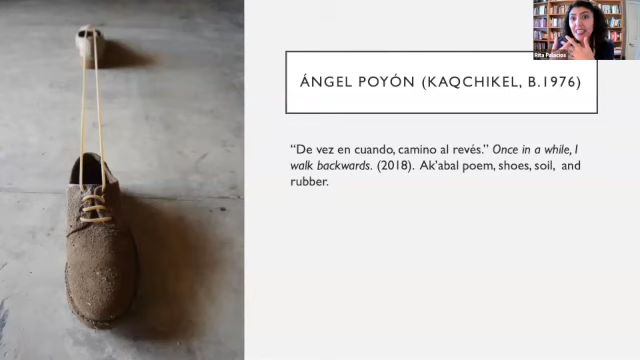 Rita Palacios
ÁNGEL POYÓN (KAQCHIKEL, B.1976)
“De vez en cuando, camino al revés.” Once in a while, I
walk backwards. (2018). Ak’abal poem, shoes, soil, and
rubber.